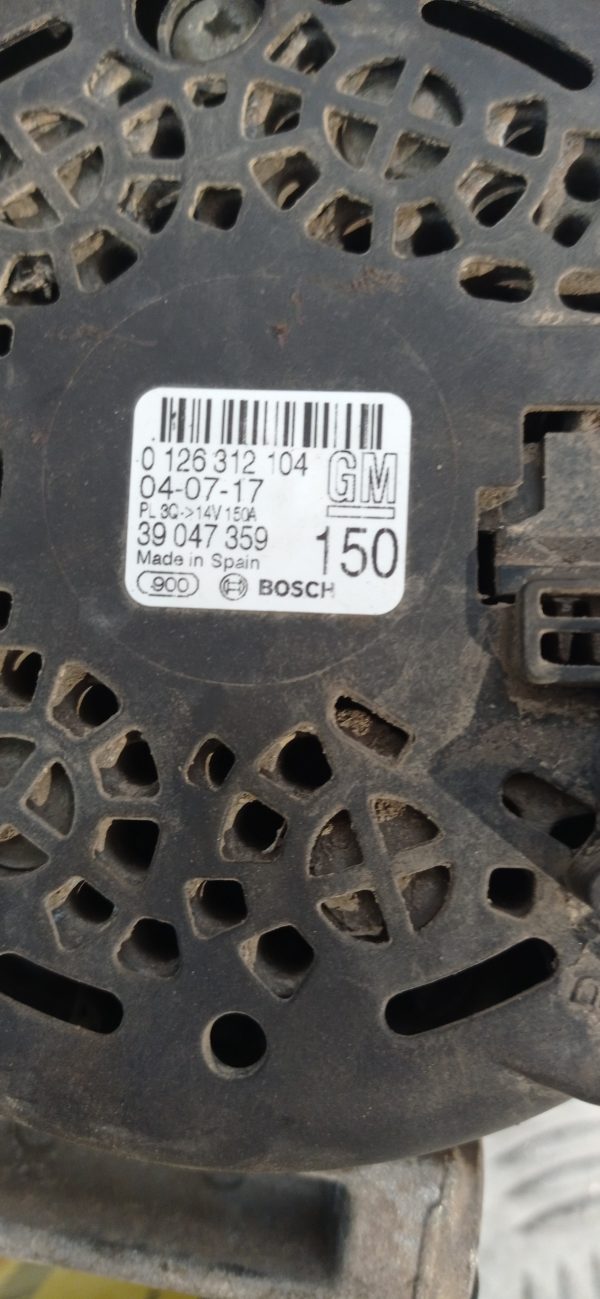 0 126 312 104
GM
04-07-17
PL 3Q->14V 150A
39 047 359
150
Made in Spain
900
BOSCH